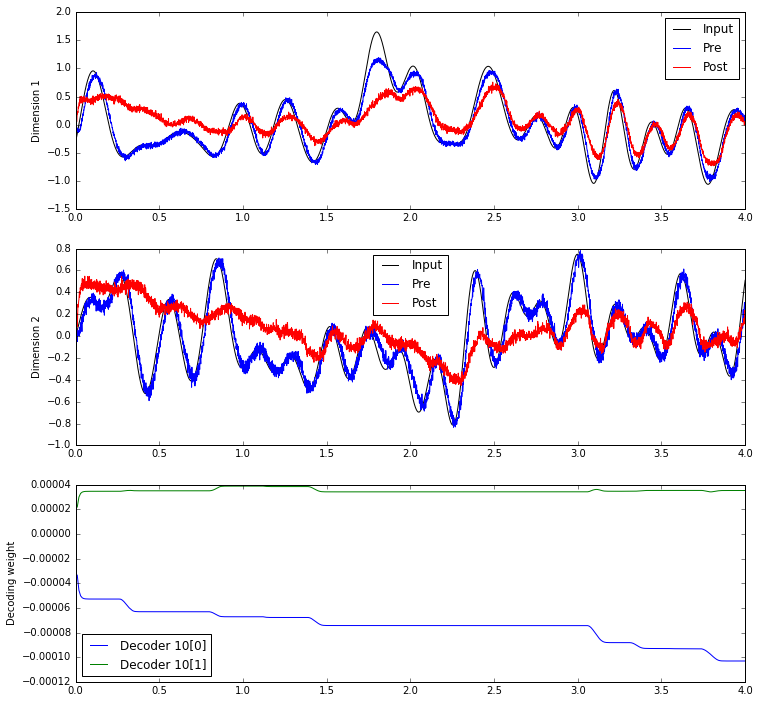 2.0
1.5
1.0
0.5
0.0
−0.5
−1.0
−1.5
Dimension 1
Input
Pre
Post
0.0 0.5 1.0 1.5 2.0 2.5 3.0 3.5 4.0
0.8
0.6
0.4
0.2
0.0
−0.2
−0.4
−0.6
−0.8
−1.0
Dimension 2
Input
Pre
Post
0.0 0.5 1.0 1.5 2.0 2.5 3.0 3.5 4.0
0.00004
0.00002
0.00000
−0.00002
−0.00004
−0.00006
−0.00008
−0.00010
−0.00012
Decoding weight
Decoder 10[0]
Decoder 10[1]
0.0 0.5 1.0 1.5 2.0 2.5 3.0 3.5 4.0